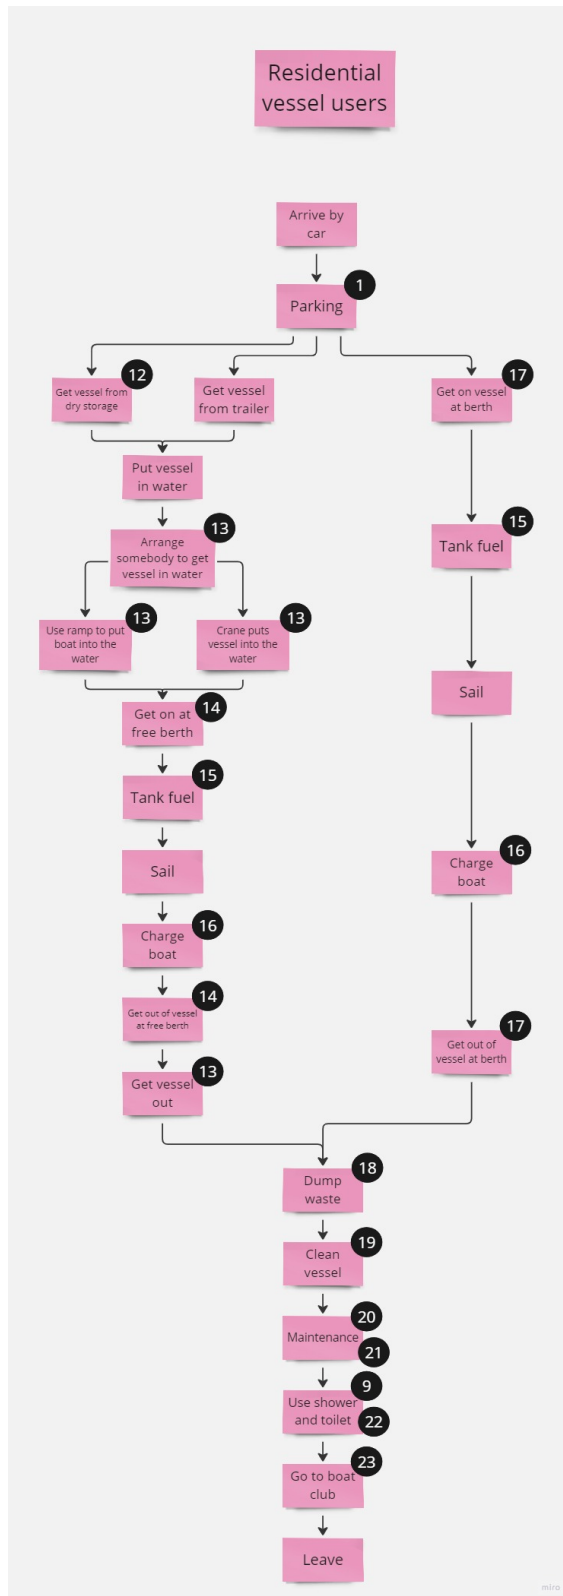 Residential
vessel users
Arrive by
car
1
Parking
12
Get vessel from
dry storage
Get vessel
from trailer
17
Get on vessel
at berth
Put vessel
in water
13
Arrange
somebody to get
vessel in water
15
Tank fuel
13
Use ramp to put
boat into the
water
13
Crane puts
vessel into the
water
Sail
14
Get on at
free berth
15
Tank fuel
Sail
16
Charge
boat
16
Charge
boat
14
Get out of vessel
at free berth
17
Get out of
vessel at berth
13
Get vessel
out
18
Dump
waste
19
Clean
vessel
20
Maintenance
21
9
Use shower
and toilet
22
23
Go to boat
club
Leave
miro